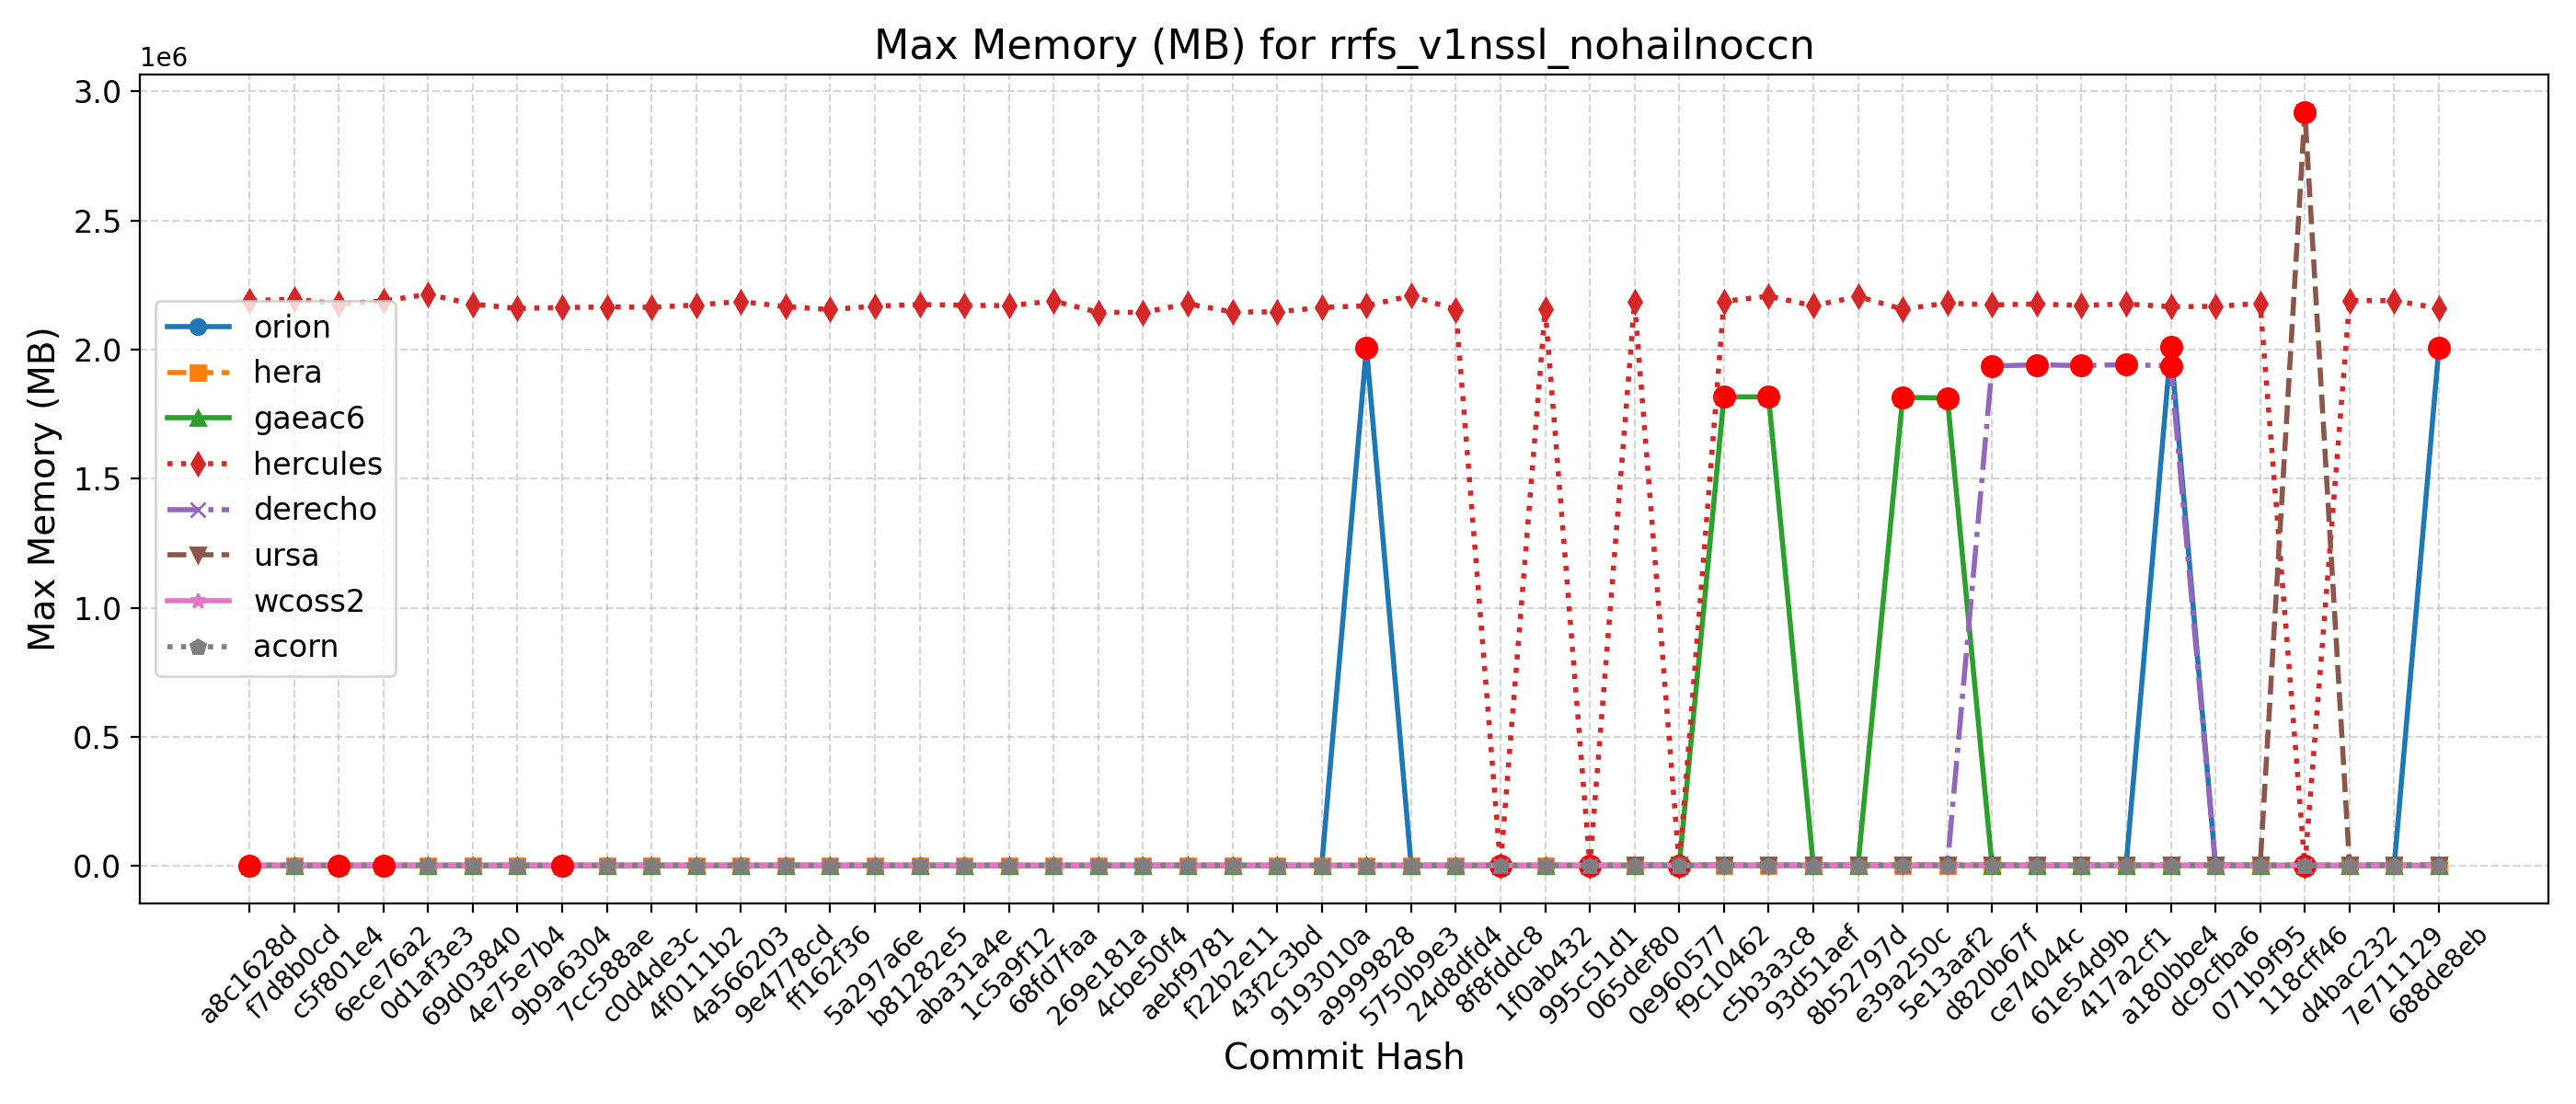 Max Memory (MB) for rrfs_v1nssl_nohailnoccn
1e6
3.0
2.5
2.0
1.5
1.0
0.5
0.0
Max Memory (MB)
orion
hera
gaeac6
hercules
derecho
ursa
wcoss2
acorn
a8c1628d
f7d8b0cd
c5f801e4
6ece76a2
0d1af3e3
69d03840
4e75e7b4
9b9a6304
7cc588ae
c0d4de3c
4f0111b2
4a566203
9e4778cd
ff162f36
5a297a6e
b81282e5
aba31a4e
1c5a9f12
68fd7faa
269e181a
4cbe50f4
aebf9781
f22b2e11
43f2c3bd
9193010a
a9999828
5750b9e3
24d8dfd4
8f8fddc8
1f0ab432
995c51d1
065def80
0e960577
f9c10462
c5b3a3c8
93d51aef
8b52797d
e39a250c
5e13aaf2
d820b67f
ce74044c
61e54d9b
417a2cf1
a180bbe4
dc9cfba6
071b9f95
118cff46
d4bac232
7e711129
688de8eb
Commit Hash